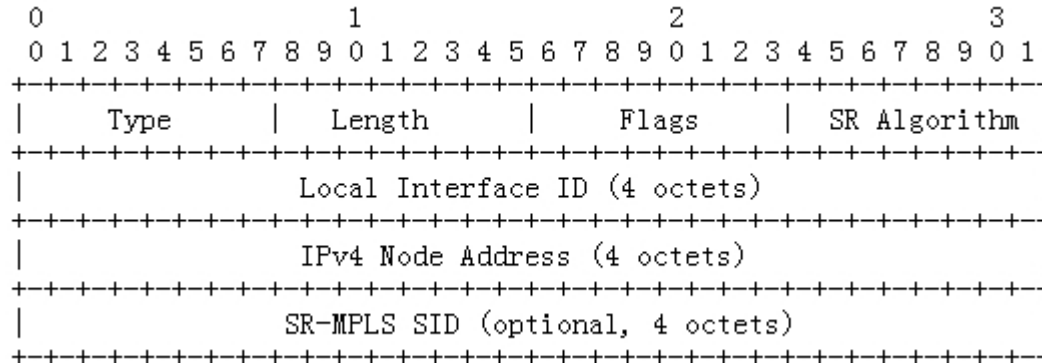 0                   1                   2                   3
 0 1 2 3 4 5 6 7 8 9 0 1 2 3 4 5 6 7 8 9 0 1 2 3 4 5 6 7 8 9 0 1
+-+-+-+-+-+-+-+-+-+-+-+-+-+-+-+-+-+-+-+-+-+-+-+-+-+-+-+-+-+-+-+--
|     Type      |   Length      |     Flags     |  SR Algorithm
+-+-+-+-+-+-+-+-+-+-+-+-+-+-+-+-+-+-+-+-+-+-+-+-+-+-+-+-+-+-+-+--
|                 Local Interface ID (4 octets)
+-+-+-+-+-+-+-+-+-+-+-+-+-+-+-+-+-+-+-+-+-+-+-+-+-+-+-+-+-+-+-+--
|                 IPv4 Node Address (4 octets)
+-+-+-+-+-+-+-+-+-+-+-+-+-+-+-+-+-+-+-+-+-+-+-+-+-+-+-+-+-+-+-+--
|                SR-MPLS SID (optional, 4 octets)
+-+-+-+-+-+-+-+-+-+-+-+-+-+-+-+-+-+-+-+-+-+-+-+-+-+-+-+-+-+-+-+--